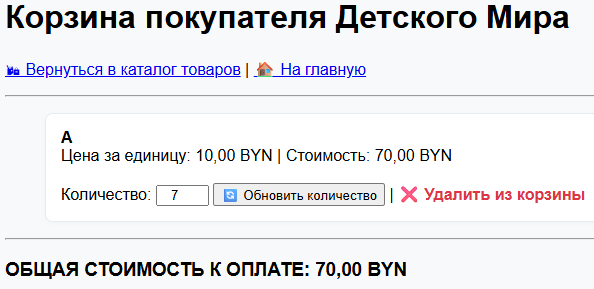 Корзина покупателя Детского Мира
Вернуться в каталог товаров | На главную
А
Цена за единицу: 10,00 BYN | Стоимость: 70,00 BYN
Количество: 7 Обновить количество | Удалить из корзины
ОБЩАЯ СТОИМОСТЬ К ОПЛАТЕ: 70,00 BYN